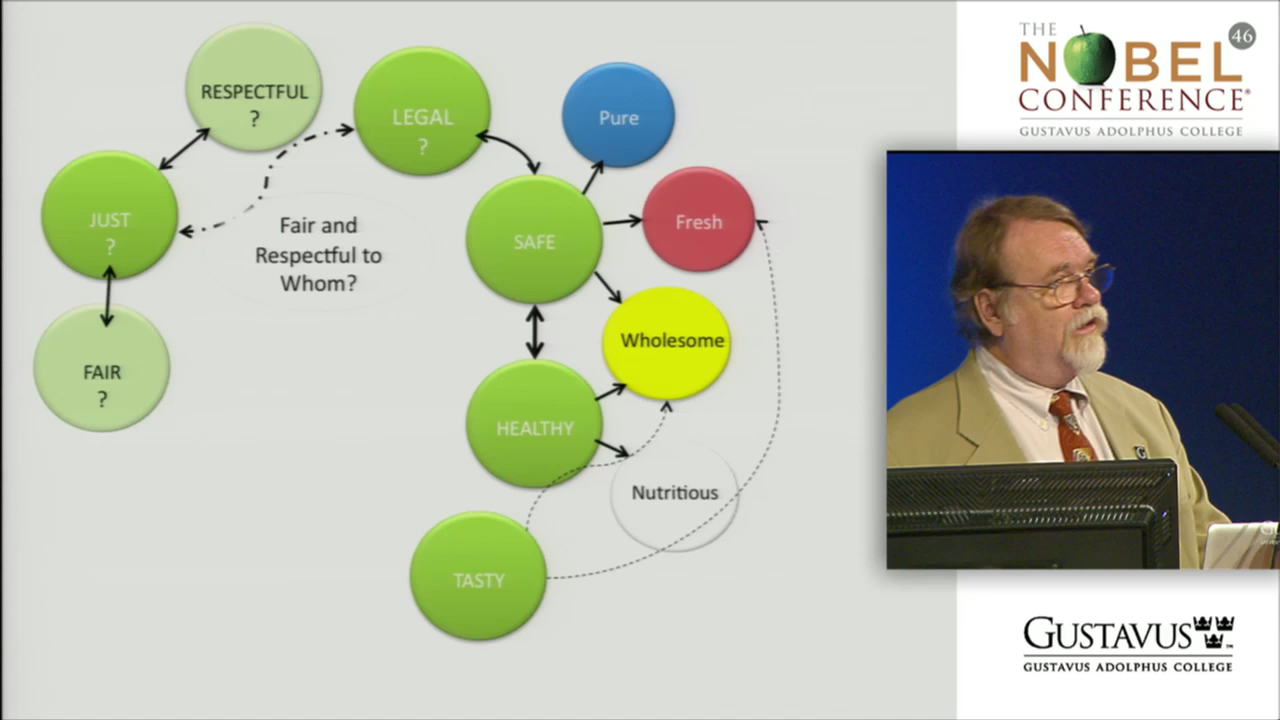 RESPECTFUL
?
LEGAL
?
Pure
JUST
?
Fair and
Respectful to
Whom?
SAFE
Fresh
Wholesome
FAIR
?
HEALTHY
Nutritious
TASTY
THE
NOBEL
46
CONFERENCE®
GUSTAVUS ADOLPHUS COLLEGE
GUSTAVUS™
GUSTAVUS ADOLPHUS COLLEGE